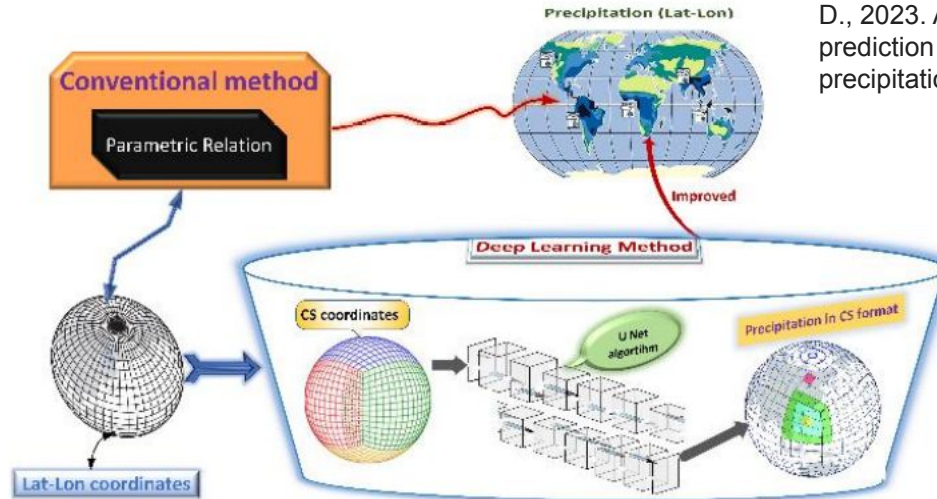 Precipitation (Lat-Lon)
D., 2023. A
prediction
precipitatio
Conventional method
Parametric Relation
Improved
Deep Learning Method
CS coordinates
U Net
algortihm
Precipitation in CS format
Lat-Lon coordinates